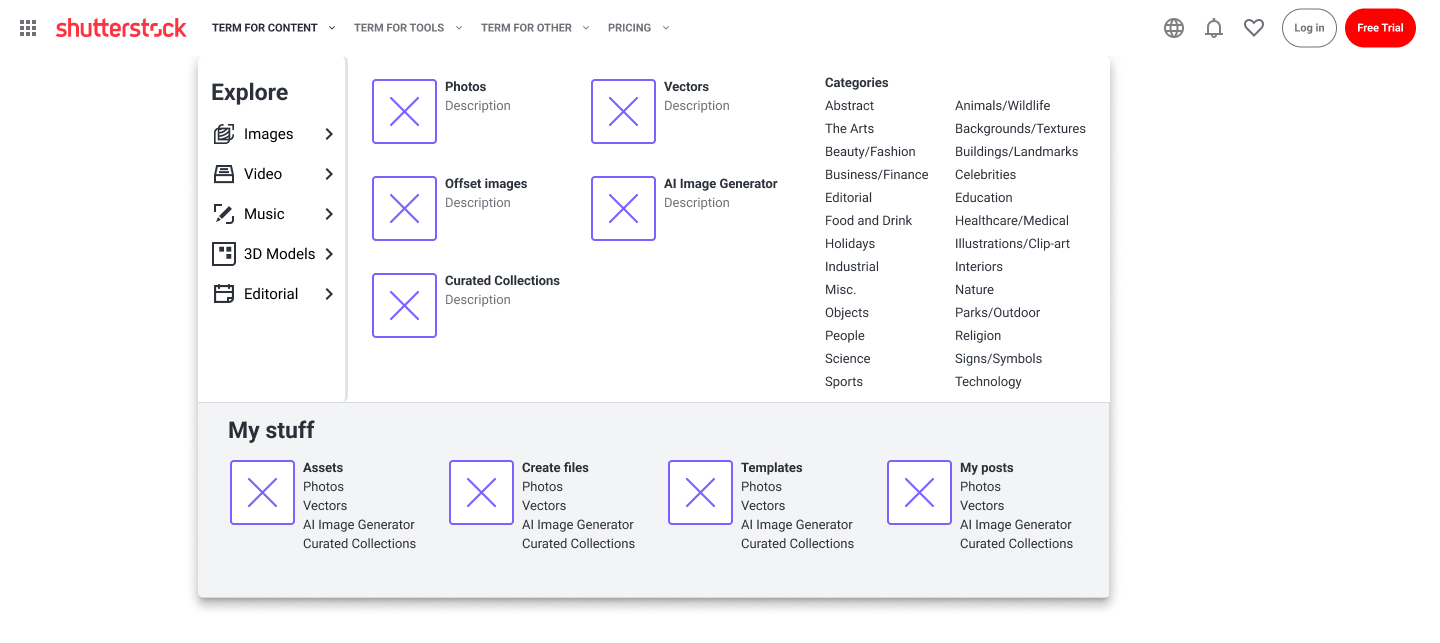 shutterstock
TERM FOR CONTENT
TERM FOR TOOLS
TERM FOR OTHER
PRICING
Log in
Free Trial
Explore
Images
Video
Music
3D Models
Editorial
Photos
Description
Vectors
Description
Offset images
Description
AI Image Generator
Description
Curated Collections
Description
Categories
Abstract
The Arts
Beauty/Fashion
Business/Finance
Editorial
Food and Drink
Holidays
Industrial
Misc.
Objects
People
Science
Sports
Animals/Wildlife
Backgrounds/Textures
Buildings/Landmarks
Celebrities
Education
Healthcare/Medical
Illustrations/Clip-art
Interiors
Nature
Parks/Outdoor
Religion
Signs/Symbols
Technology
My stuff
Assets
Photos
Vectors
AI Image Generator
Curated Collections
Create files
Photos
Vectors
AI Image Generator
Curated Collections
Templates
Photos
Vectors
AI Image Generator
Curated Collections
My posts
Photos
Vectors
AI Image Generator
Curated Collections